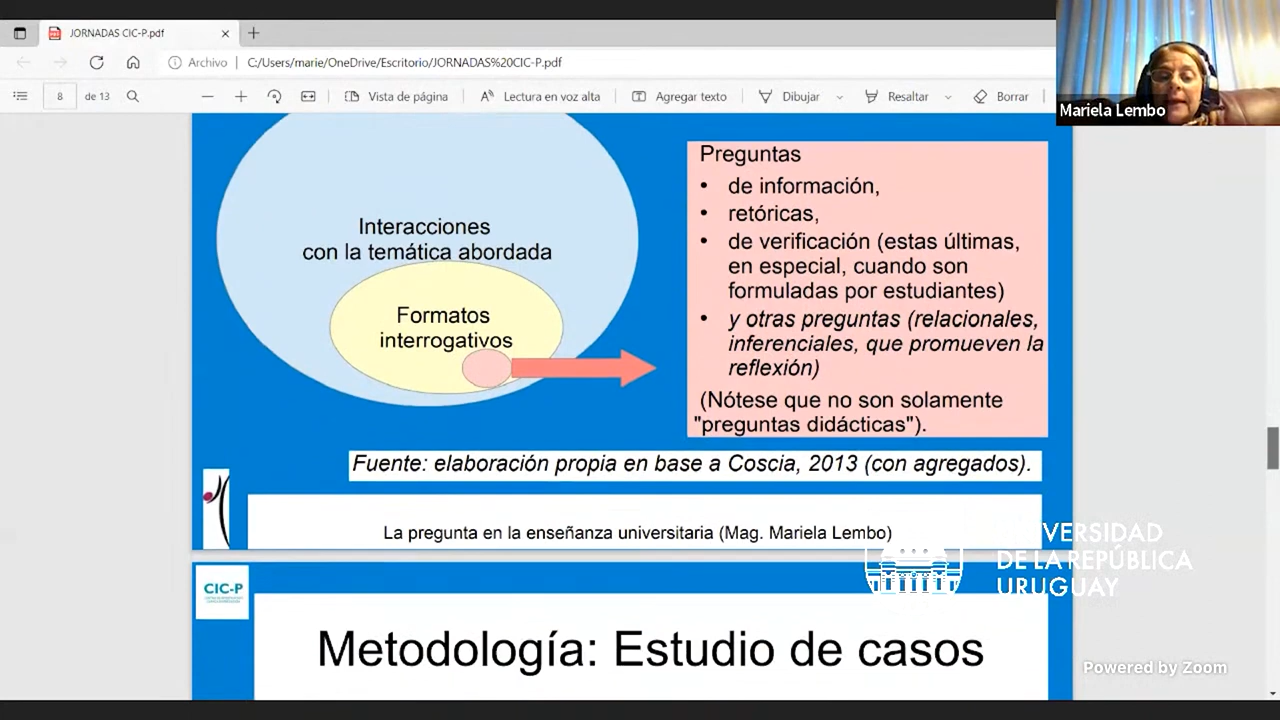 JORNADAS CIC-P.pdf
Archivo
C:/Users/marie/OneDrive/Escritorio/JORNADAS%20CIC-P.pdf
8
de 13
Vista de página
Lectura en voz alta
Agregar texto
Dibujar
Resaltar
Borrar
Mariela Lembo
Interacciones
con la temática abordada
Formatos
interrogativos
Preguntas
• de información,
• retóricas,
• de verificación (estas últimas,
en especial, cuando son
formuladas por estudiantes)
• y otras preguntas (relacionales,
inferenciales, que promueven la
reflexión)
(Nótese que no son solamente
"preguntas didácticas").
Fuente: elaboración propia en base a Coscia, 2013 (con agregados).
La pregunta en la enseñanza universitaria (Mag. Mariela Lembo)
UNIVERSIDAD
DE LA REPÚBLICA
URUGUAY
CIC-P
Metodología: Estudio de casos
Powered by Zoom